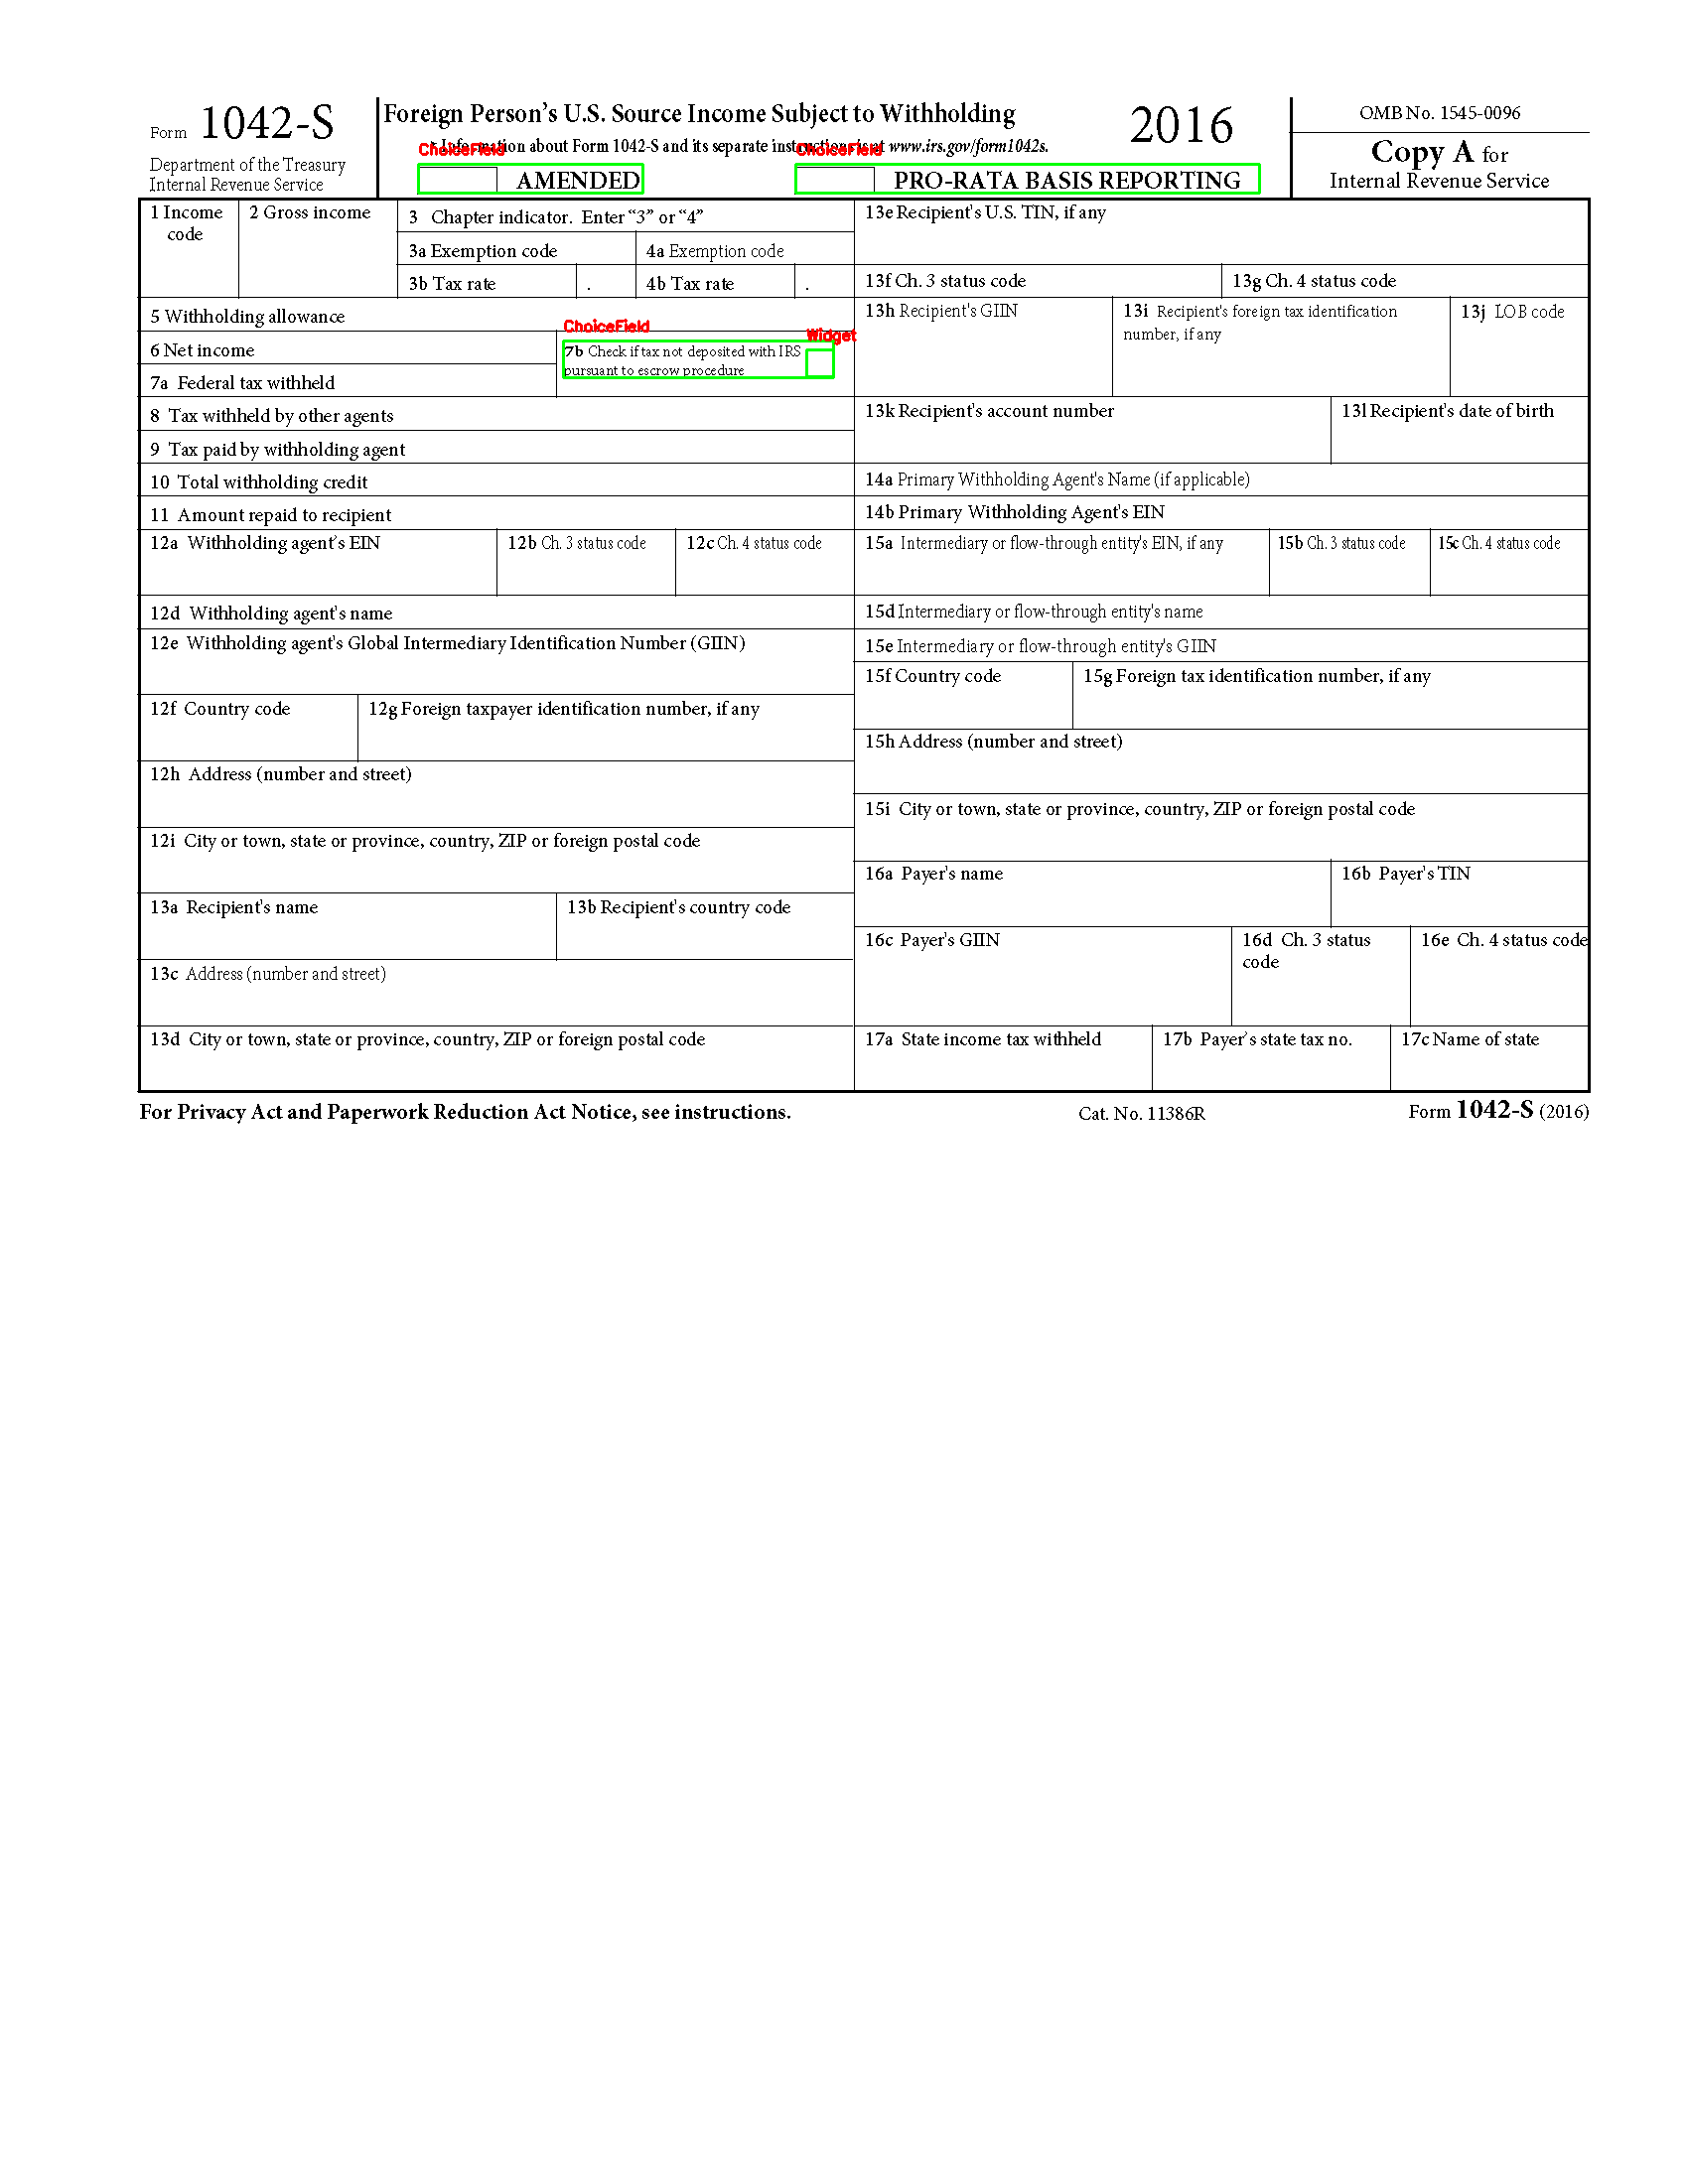 Form 1042-S
Department of the Treasury
Internal Revenue Service
Foreign Person's U.S. Source Income Subject to Withholding
2016
Information about Form 1042-S and its separate instructions is at www.irs.gov/form1042s.
ChoiceField
ChoiceField
AMENDED
PRO-RATA BASIS REPORTING
OMB No. 1545-0096
Copy A for
Internal Revenue Service
1 Income
code
2 Gross income
3 Chapter indicator. Enter “3” or “4”
3a Exemption code
4a Exemption code
3b Tax rate .
4b Tax rate .
5 Withholding allowance
6 Net income
7a Federal tax withheld
ChoiceField
Widget
7b Check if tax not deposited with IRS
pursuant to escrow procedure
8 Tax withheld by other agents
9 Tax paid by withholding agent
10 Total withholding credit
11 Amount repaid to recipient
12a Withholding agent's EIN
12b Ch. 3 status code
12c Ch. 4 status code
12d Withholding agent's name
12e Withholding agent's Global Intermediary Identification Number (GIIN)
12f Country code
12g Foreign taxpayer identification number, if any
12h Address (number and street)
12i City or town, state or province, country, ZIP or foreign postal code
13a Recipient's name
13b Recipient's country code
13c Address (number and street)
13d City or town, state or province, country, ZIP or foreign postal code
13e Recipient's U.S. TIN, if any
13f Ch. 3 status code
13g Ch. 4 status code
13h Recipient's GIIN
13i Recipient's foreign tax identification
number, if any
13j LOB code
13k Recipient's account number
13l Recipient's date of birth
14a Primary Withholding Agent's Name (if applicable)
14b Primary Withholding Agent's EIN
15a Intermediary or flow-through entity's EIN, if any
15b Ch. 3 status code
15c Ch. 4 status code
15d Intermediary or flow-through entity's name
15e Intermediary or flow-through entity's GIIN
15f Country code
15g Foreign tax identification number, if any
15h Address (number and street)
15i City or town, state or province, country, ZIP or foreign postal code
16a Payer's name
16b Payer's TIN
16c Payer's GIIN
16d Ch. 3 status
code
16e Ch. 4 status code
17a State income tax withheld
17b Payer's state tax no.
17c Name of state
For Privacy Act and Paperwork Reduction Act Notice, see instructions.
Cat. No. 11386R
Form 1042-S (2016)